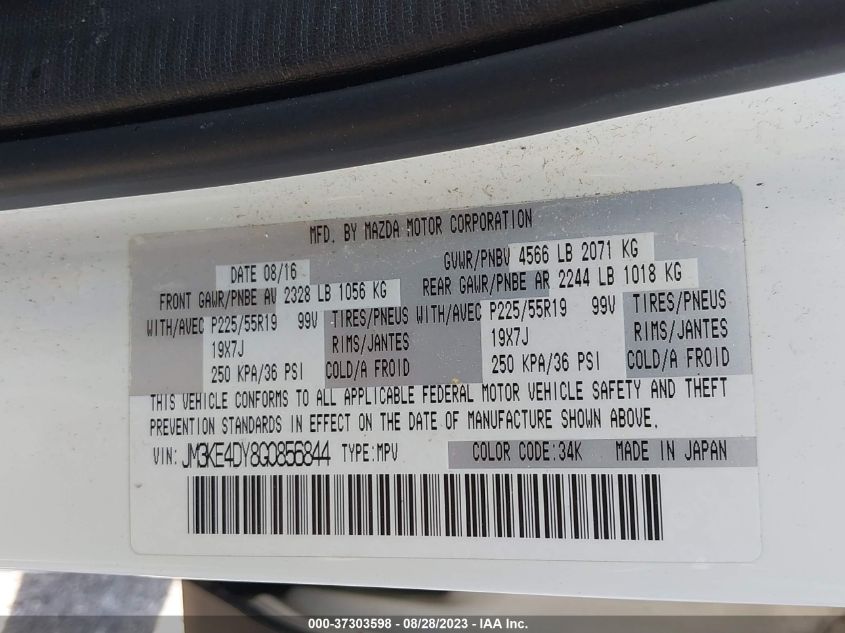 MFD. BY MAZDA MOTOR CORPORATION
DATE 08/16 GVWR/PNBV 4566 LB 2071 KG
FRONT GAWR/PNBE AV 2328 LB 1056 KG REAR GAWR/PNBE AR 2244 LB 1018 KG
WITH/AVEC P225/55R19 99V TIRES/PNEUS WITH/AVEC P225/55R19 99V TIRES/PNEUS
19X7J RIMS/JANTES 19X7J RIMS/JANTES
250 KPA/36 PSI COLD/A FROID 250 KPA/36 PSI COLD/A FROID
THIS VEHICLE CONFORMS TO ALL APPLICABLE FEDERAL MOTOR VEHICLE SAFETY AND THEFT
PREVENTION STANDARDS IN EFFECT ON THE DATE OF MANUFACTURE SHOWN ABOVE.
VIN: JM3KE4DY8G0856844 TYPE:MPV COLOR CODE:34K MADE IN JAPAN
000-37303598 - 08/28/2023 - IAA Inc.